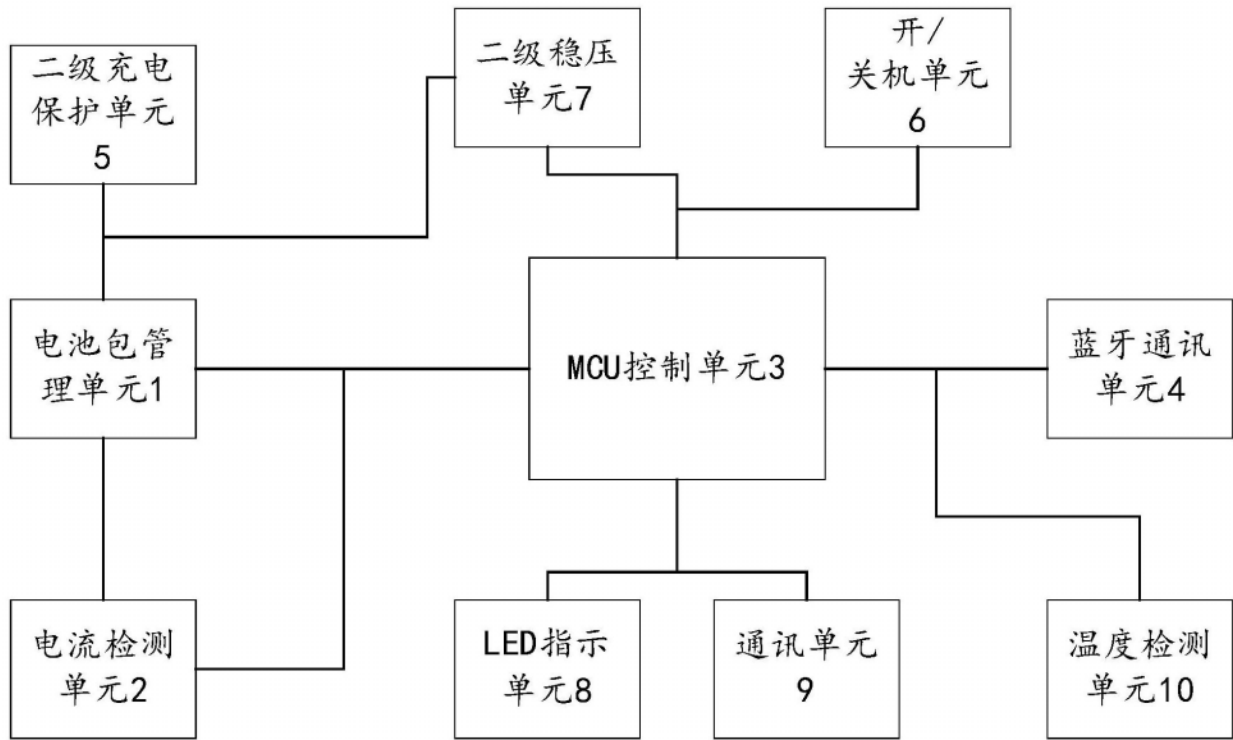 二级充电
保护单元
5
二级稳压
单元7
开/
关机单元
6
电池包管
理单元1
MCU控制单元3
蓝牙通讯
单元4
电流检测
单元2
LED指示
单元8
通讯单元
9
温度检测
单元10